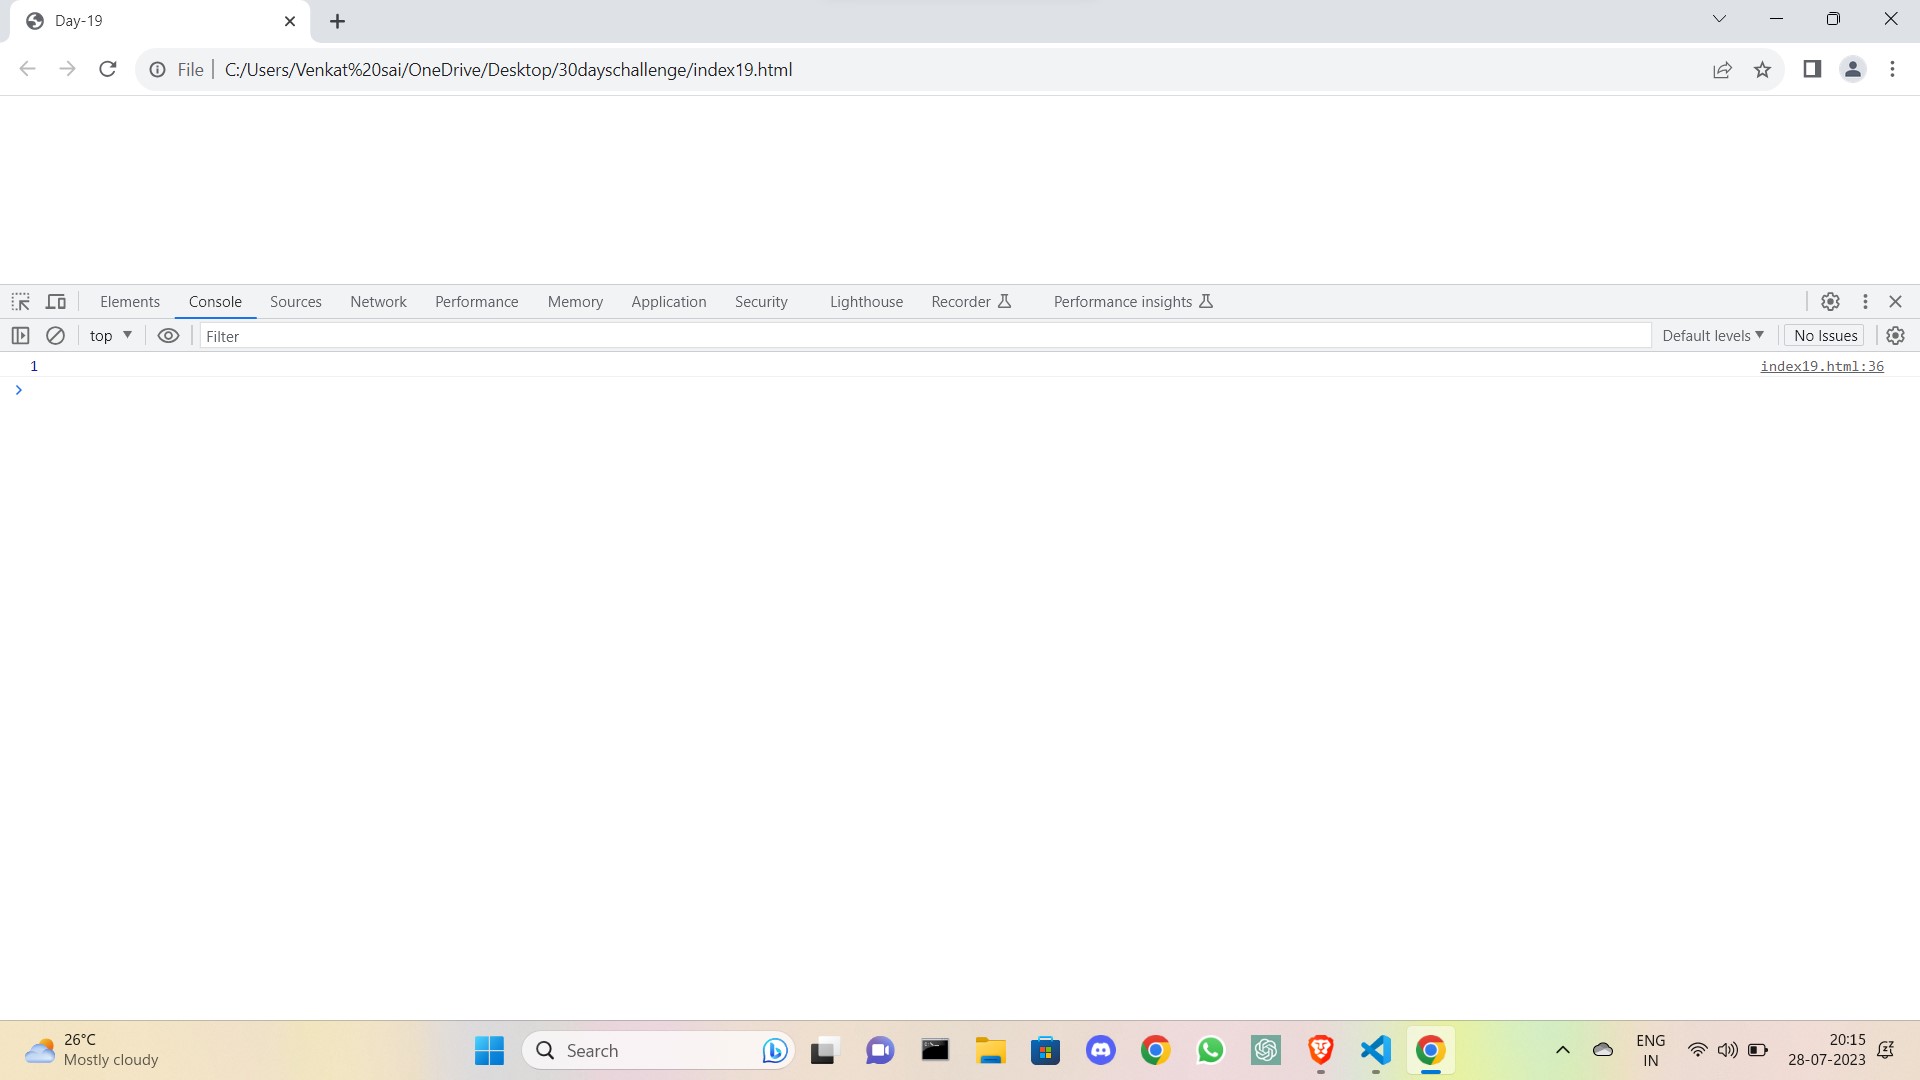 Day-19
File C:/Users/Venkat%20sai/OneDrive/Desktop/30dayschallenge/index19.html
Elements Console Sources Network Performance Memory Application Security Lighthouse Recorder Performance insights
top Filter Default levels No Issues
1 index19.html:36
26°C
Mostly cloudy
Search
ENG
IN
20:15
28-07-2023